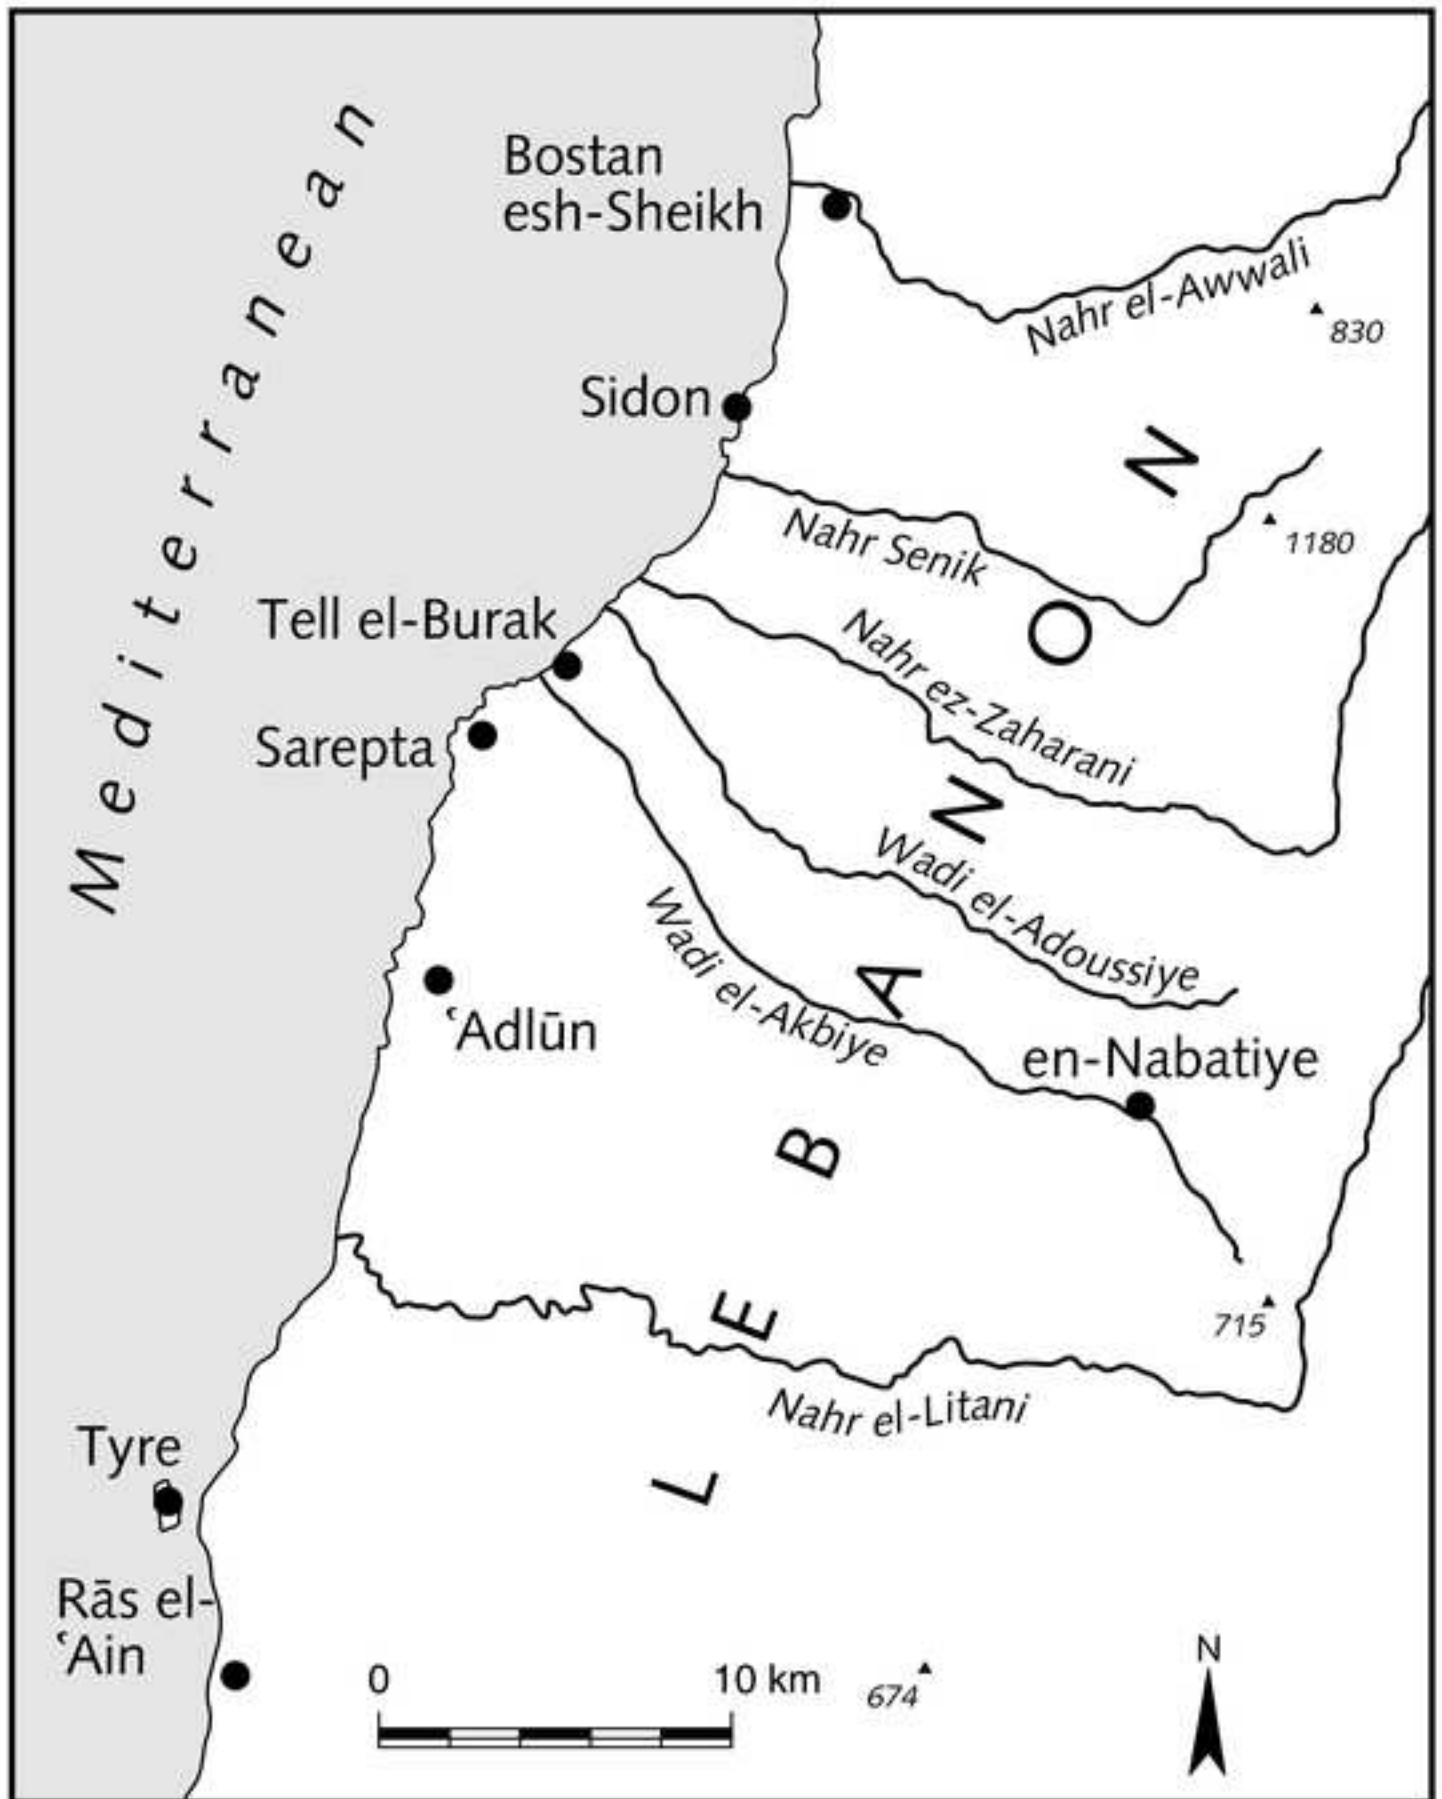 Mediterranean
Bostan
esh-Sheikh
Nahr el-Awwali
830
Sidon
Nahr Senik
1180
Tell el-Burak
Nahr ez-Zaharani
Sarepta
Wadi el-Adoussiye
Wadi el-Akbiye
ʿAdlūn
en-Nabatiye
LEBANON
715
Nahr el-Litani
Tyre
Rās el-
ʿAin
0 10 km
674
N